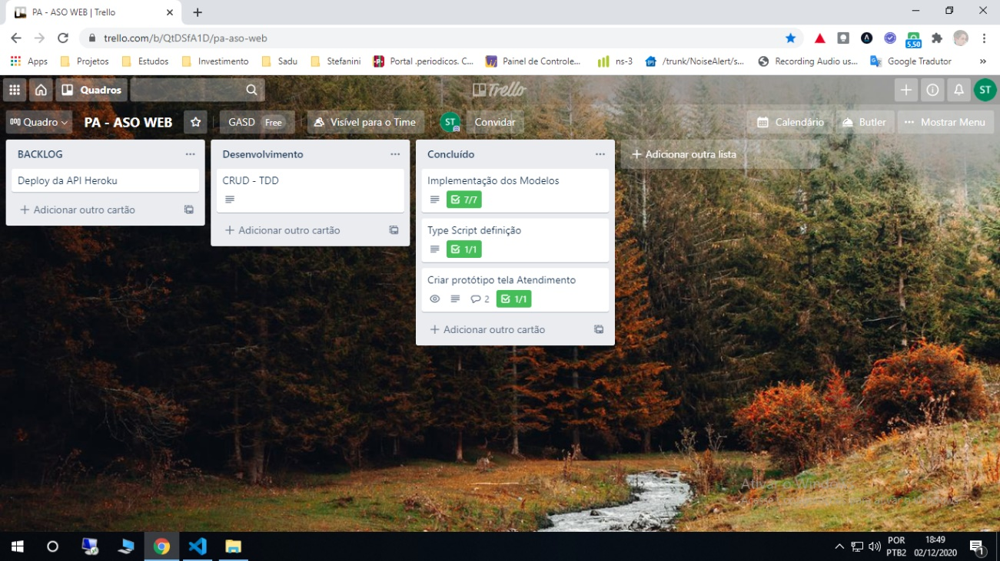 PA - ASO WEB | Trello
trello.com/b/QtDSfA1D/pa-aso-web
5,50
Apps
Projetos
Estudos
Investimento
Sadu
Stefanini
Portal .periodicos. C...
Painel de Controle...
ns-3
/trunk/NoiseAlert/s...
Recording Audio us...
Google Tradutor
»
Quadros
Trello
ST
Quadro
PA - ASO WEB
GASD Free
Visível para o Time
ST
Convidar
Calendário
Butler
Mostrar Menu
BACKLOG
Deploy da API Heroku
Adicionar outro cartão
Desenvolvimento
CRUD - TDD
Adicionar outro cartão
Concluído
Implementação dos Modelos
7/7
Type Script definição
1/1
Criar protótipo tela Atendimento
2
1/1
Adicionar outro cartão
Adicionar outra lista
Ativar o Windows
POR
PTB2
18:49
02/12/2020
1